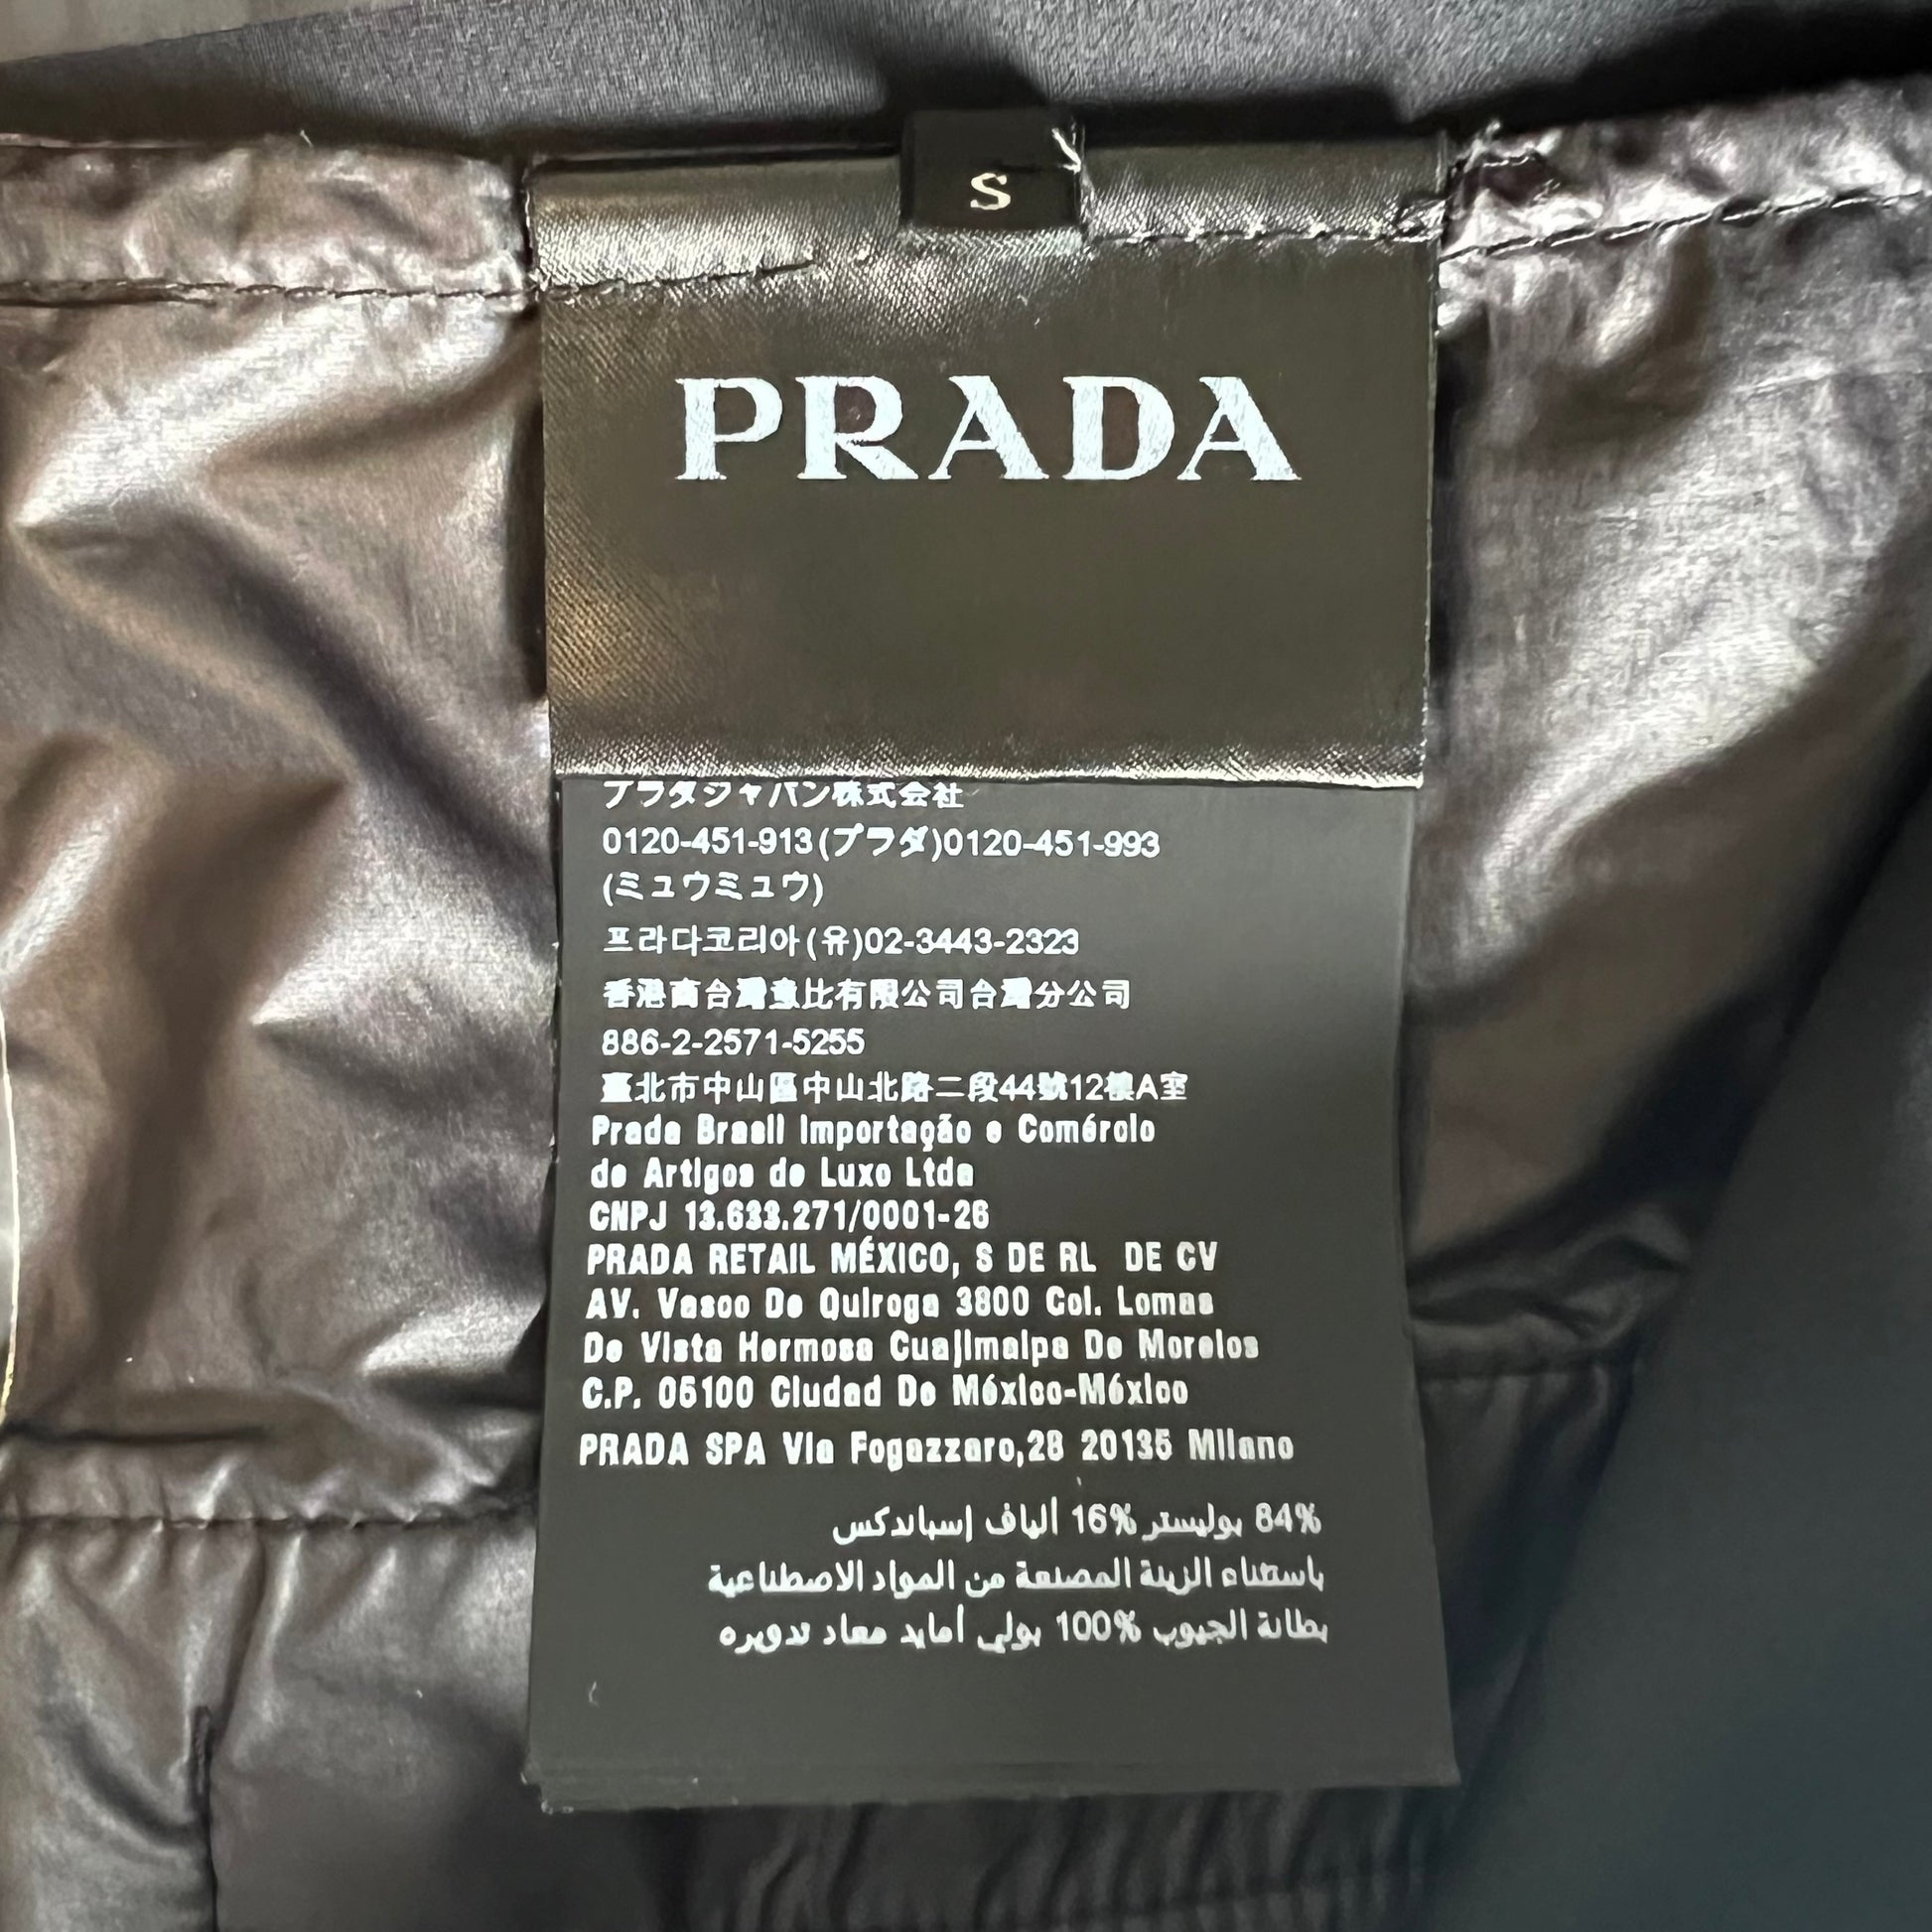 S
PRADA
プラダジャパン株式会社
0120-451-913(プラダ)0120-451-993
(ミュウミュウ)
프라다코리아(유)02-3443-2323
香港商台灣意比有限公司台灣分公司
886-2-2571-5255
臺北市中山區中山北路二段44號12樓A室
Prada Brasil Importação e Comércio
de Artigos de Luxo Ltda
CNPJ 13.633.271/0001-26
PRADA RETAIL MÉXICO, S DE RL DE CV
AV. Vasco De Quiroga 3800 Col. Lomas
De Vista Hermosa Cuajimalpa De Morelos
C.P. 05100 Ciudad De México-México
PRADA SPA Via Fogazzaro,28 20135 Milano
84% بوليستر 16% ألياف إسباندكس
باستثناء الزينة المصنعة من المواد الاصطناعية
بطانة الجيوب 100% بولي أمايد معاد تدويره